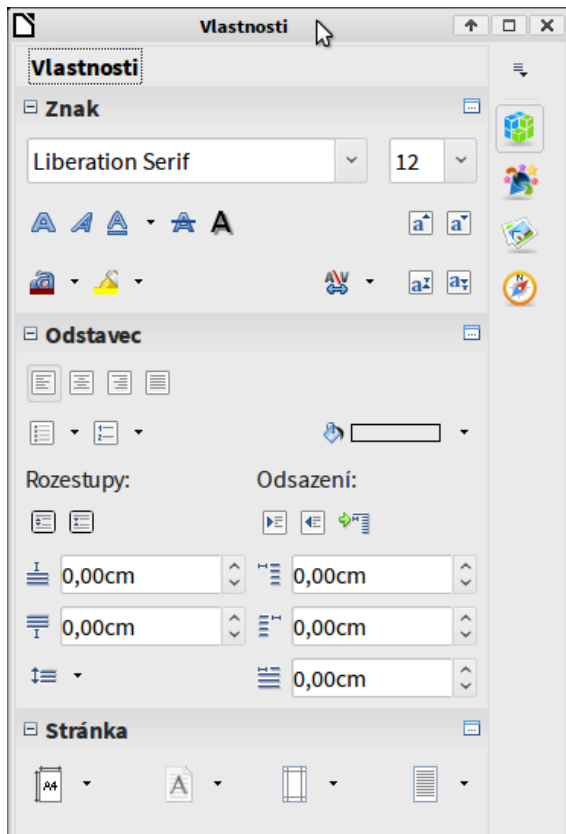 Vlastnosti
Vlastnosti
Znak
Liberation Serif 12
Odstavec
Rozestupy: Odsazení:
0,00cm 0,00cm
0,00cm 0,00cm
0,00cm
Stránka
A4